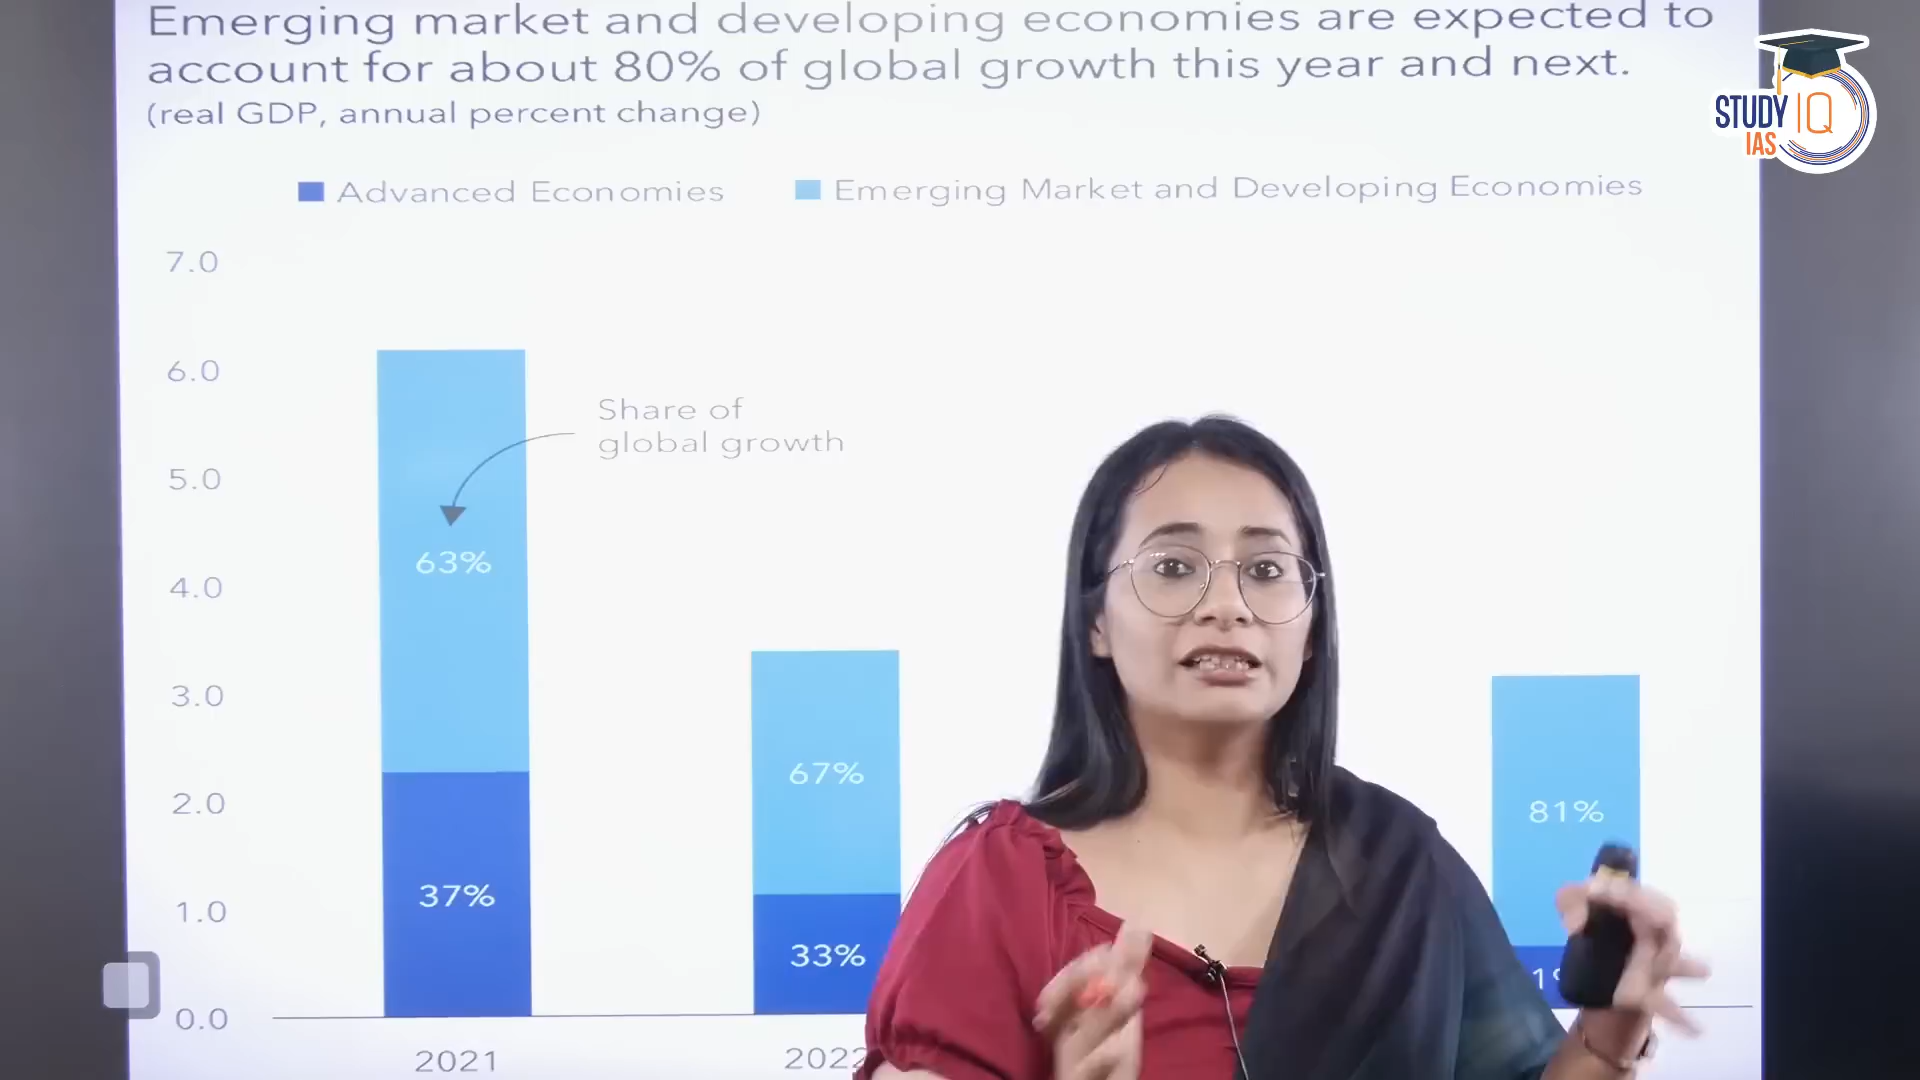 Emerging market and developing economies are expected to
account for about 80% of global growth this year and next.
(real GDP, annual percent change)
STUDY IQ
IAS
Advanced Economies
Emerging Market and Developing Economies
7.0
6.0
Share of
global growth
5.0
63%
4.0
3.0
67%
2.0
81%
37%
1.0
33%
0.0
2021
2022